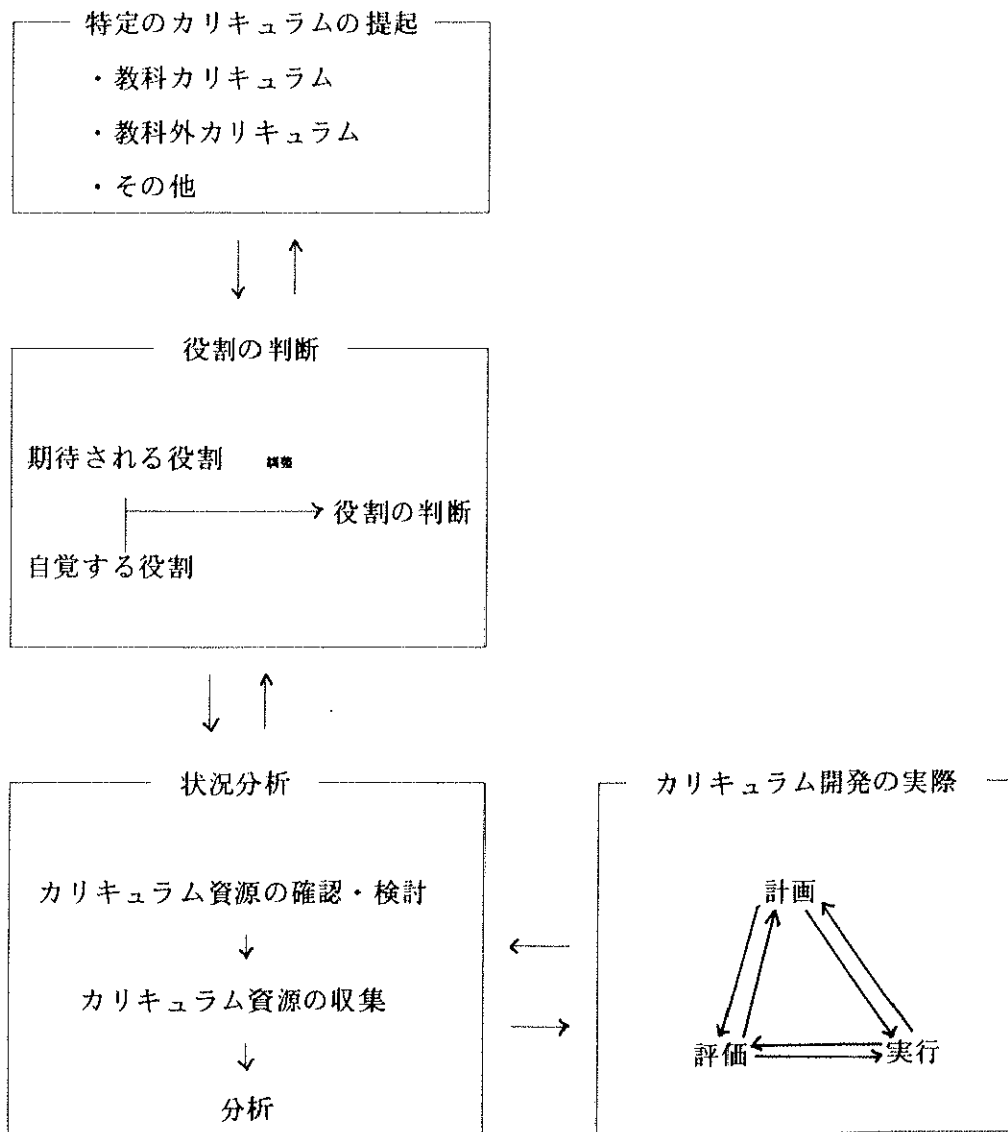 特定のカリキュラムの提起
・教科カリキュラム
・教科外カリキュラム
・その他
役割の判断
期待される役割
役割の判断
自覚する役割
状況分析
カリキュラム資源の確認・検討
カリキュラム資源の収集
分析
カリキュラム開発の実際
計画
評価
実行